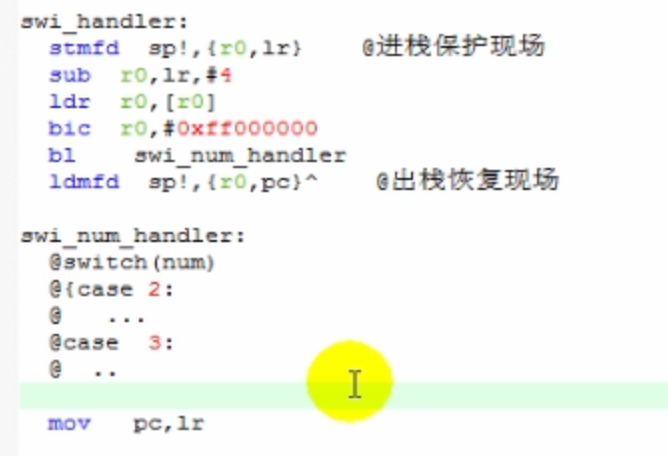 swi_handler:
stmfd sp!,{r0,lr} @进栈保护现场
sub r0,lr,#4
ldr r0,[r0]
bic r0,#0xff000000
bl swi_num_handler
ldmfd sp!,{r0,pc}^ @出栈恢复现场
swi_num_handler:
@switch(num)
@{case 2:
@ ...
@case 3:
@ ..
mov pc,lr